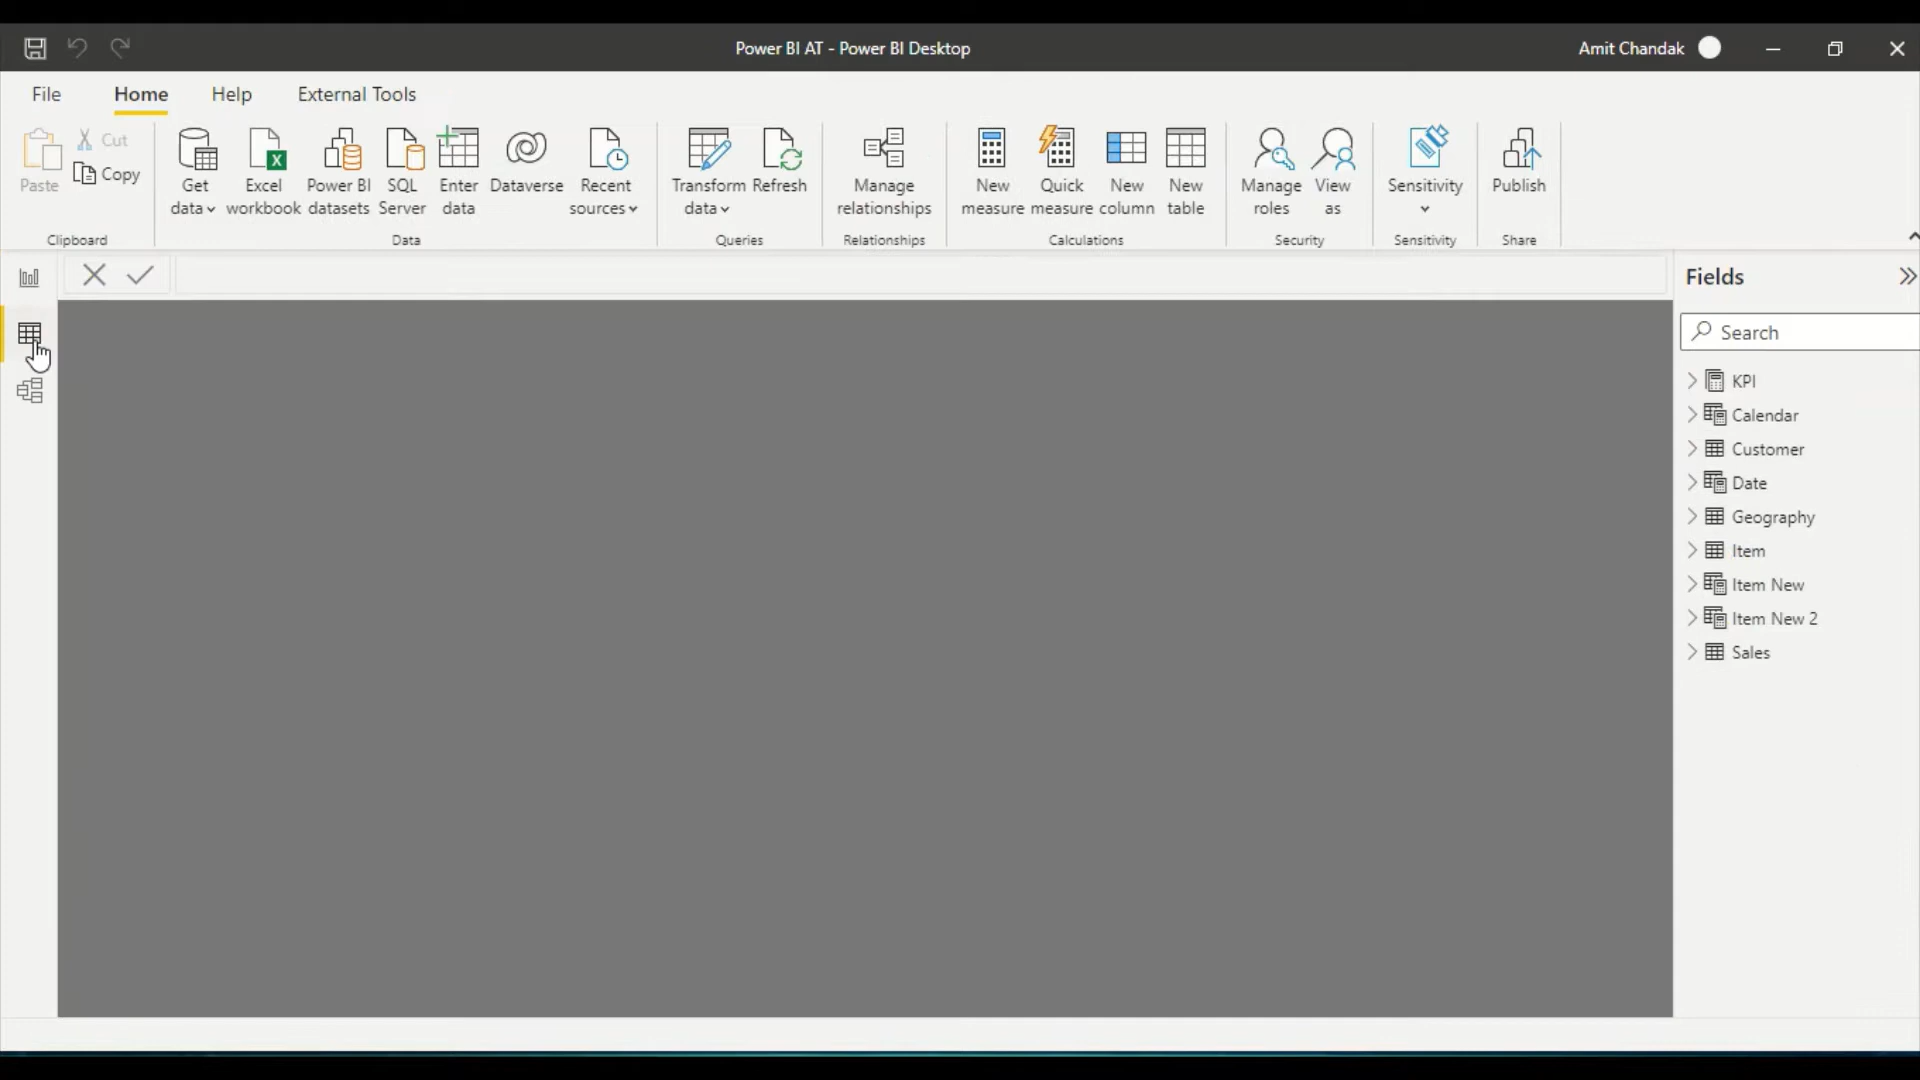 Power BI AT - Power BI Desktop
Amit Chandak
File Home Help External Tools
Paste
Cut
Copy
Clipboard
Get data
Excel workbook
Power BI datasets
SQL Server
Enter data
Dataverse
Recent sources
Data
Transform data
Refresh
Queries
Manage relationships
Relationships
New measure
Quick measure
New column
New table
Calculations
Manage roles
View as
Security
Sensitivity
Sensitivity
Publish
Share
Fields
Search
KPI
Calendar
Customer
Date
Geography
Item
Item New
Item New 2
Sales